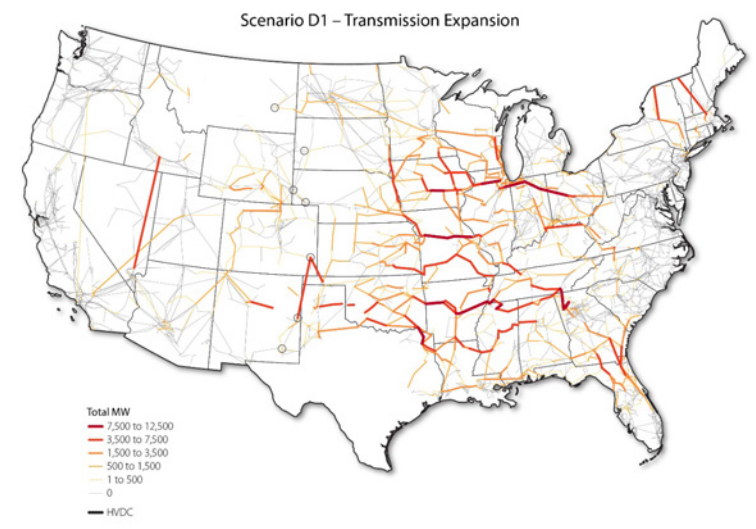 Scenario D1 – Transmission Expansion
Total MW
7,500 to 12,500
3,500 to 7,500
1,500 to 3,500
500 to 1,500
1 to 500
0
HVDC